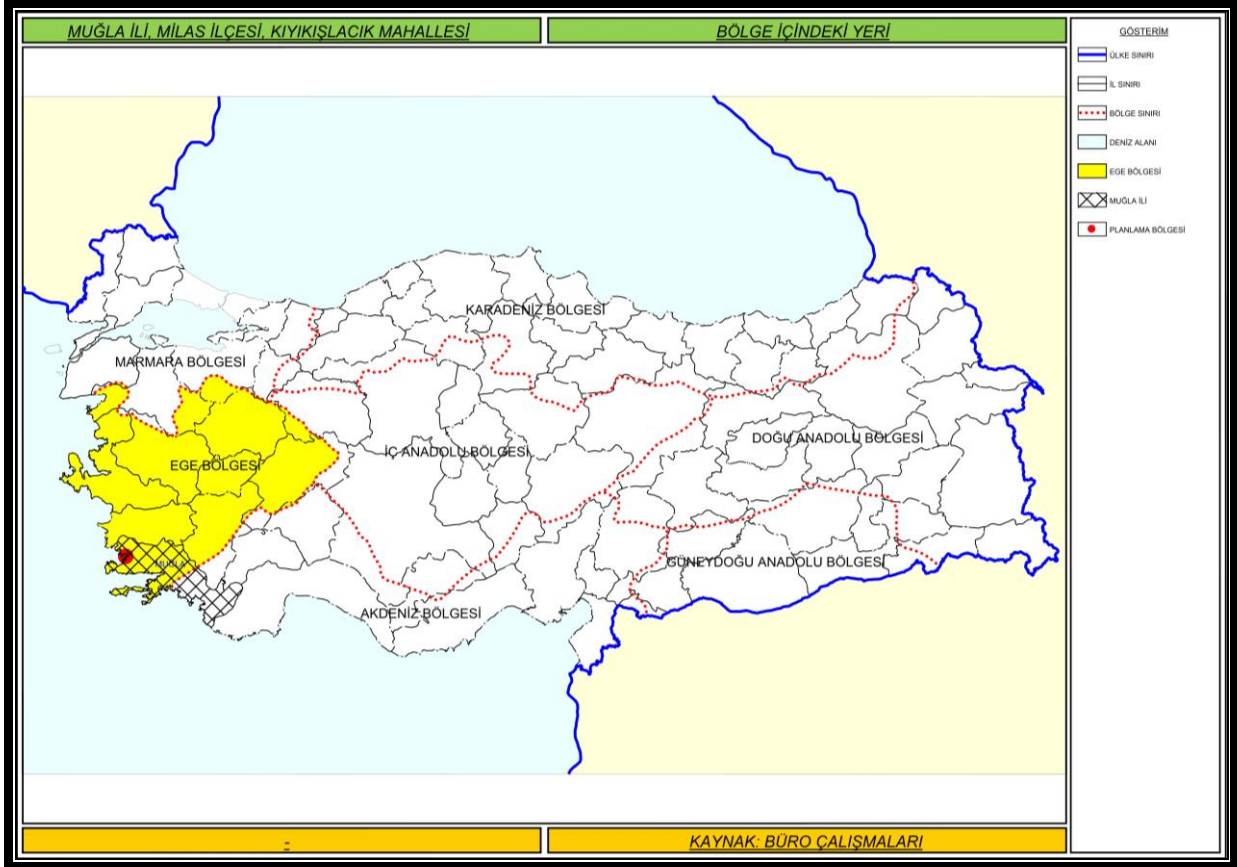 MUĞLA İLİ, MİLAS İLÇESİ, KIYIKIŞLACIK MAHALLESİ
BÖLGE İÇİNDEKİ YERİ
GÖSTERİM
ÜLKE SINIRI
İL SINIRI
BÖLGE SINIRI
DENİZ ALANI
EGE BÖLGESİ
MUĞLA İLİ
PLANLAMA BÖLGESİ
KARADENİZ BÖLGESİ
MARMARA BÖLGESİ
DOĞU ANADOLU BÖLGESİ
İÇ ANADOLU BÖLGESİ
EGE BÖLGESİ
MUĞLA
GÜNEYDOĞU ANADOLU BÖLGESİ
AKDENİZ BÖLGESİ
-
KAYNAK: BÜRO ÇALIŞMALARI